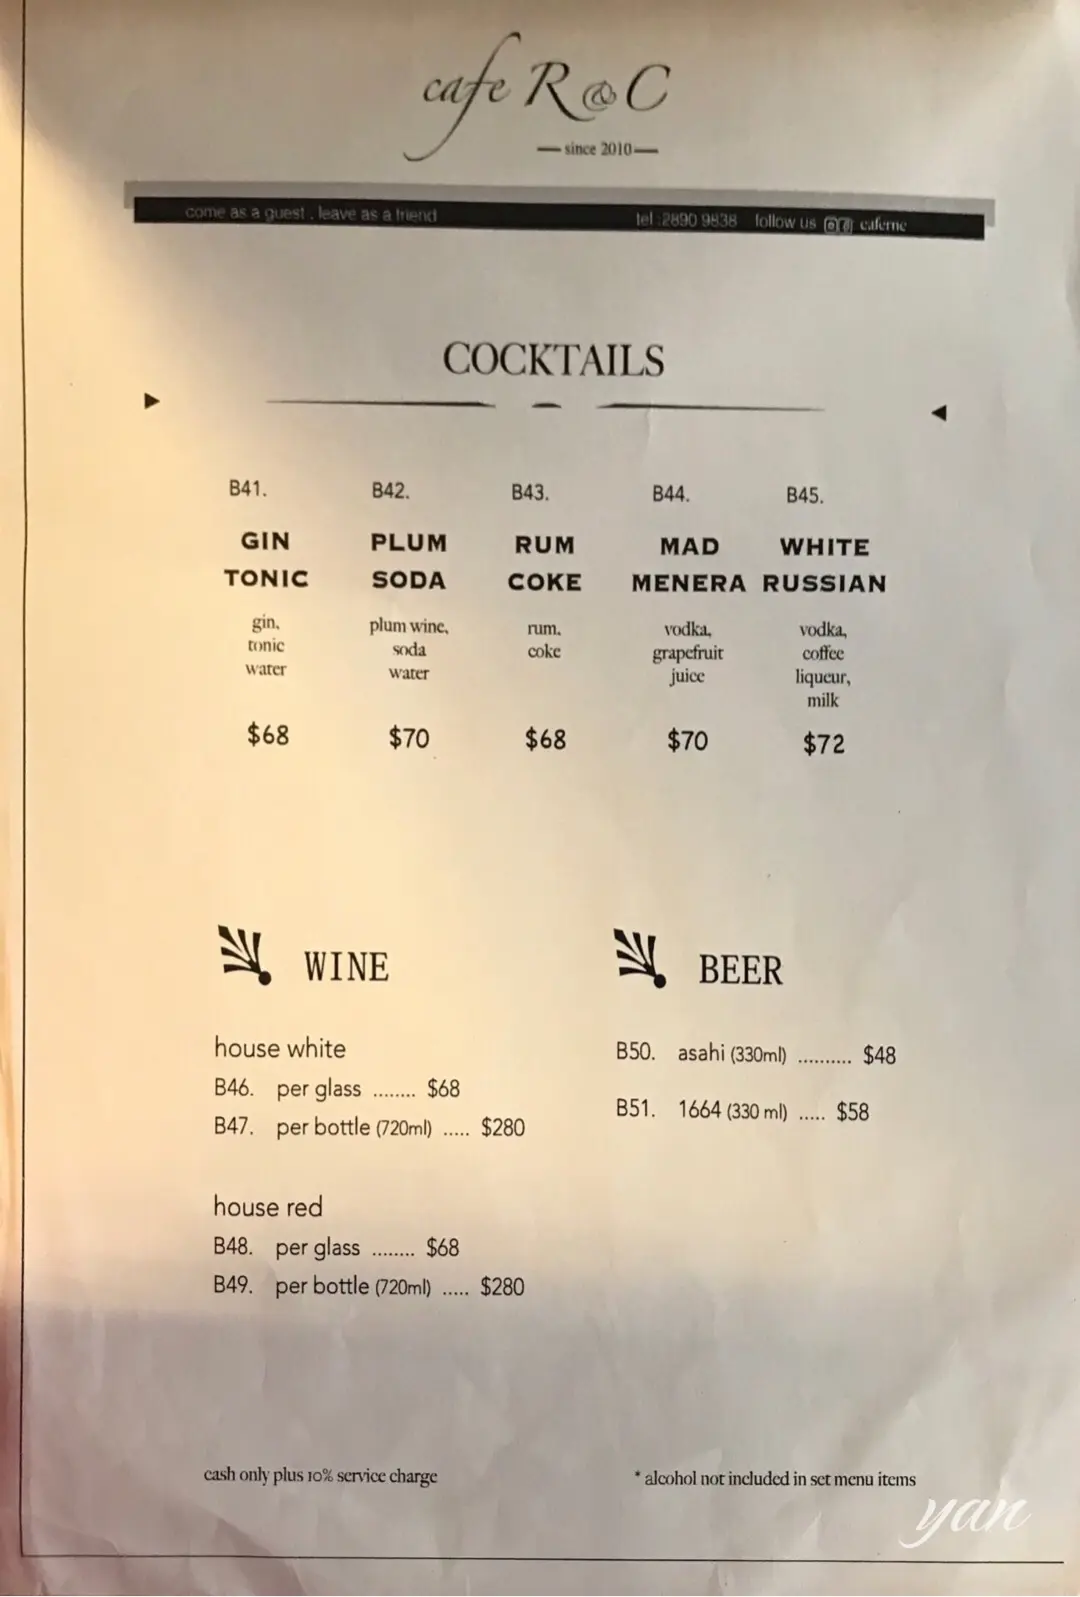 cafe R & C
since 2010
come as a guest . leave as a friend
tel :2890 9838 follow us cafernc
COCKTAILS
B41. B42. B43. B44. B45.
GIN PLUM RUM MAD WHITE
TONIC SODA COKE MENERA RUSSIAN
gin, plum wine, rum, vodka, vodka,
tonic soda coke grapefruit coffee
water water juice liqueur,
milk
$68 $70 $68 $70 $72
WINE
house white
B46. per glass ........ $68
B47. per bottle (720ml) ..... $280
house red
B48. per glass ........ $68
B49. per bottle (720ml) ..... $280
BEER
B50. asahi (330ml) .......... $48
B51. 1664 (330 ml) ..... $58
cash only plus 10% service charge
* alcohol not included in set menu items
yan